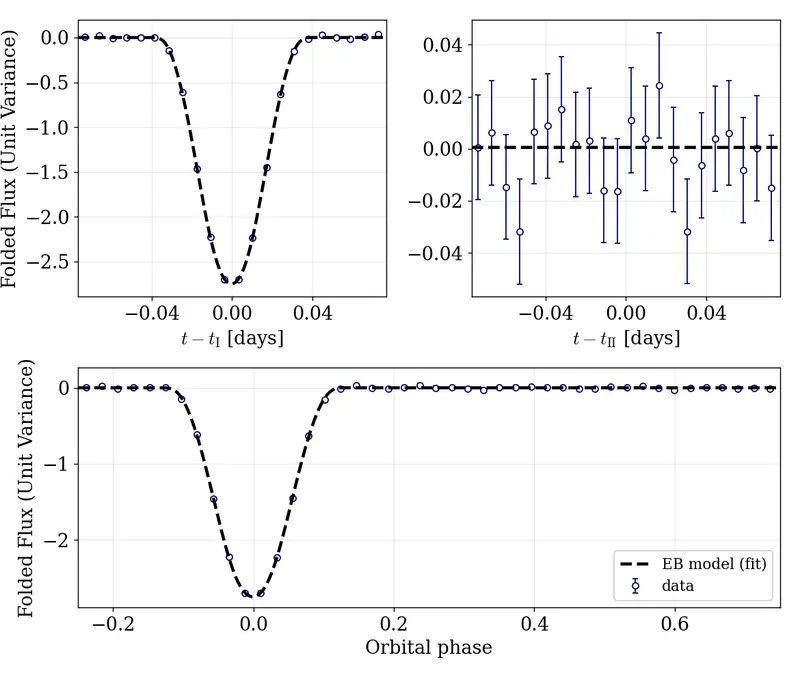 Folded Flux (Unit Variance)
0.0
−0.5
−1.0
−1.5
−2.0
−2.5
−0.04 0.00 0.04
t − t_I [days]
0.04
0.02
0.00
−0.02
−0.04
−0.04 0.00 0.04
t − t_II [days]
Folded Flux (Unit Variance)
0
−1
−2
EB model (fit)
data
−0.2 0.0 0.2 0.4 0.6
Orbital phase